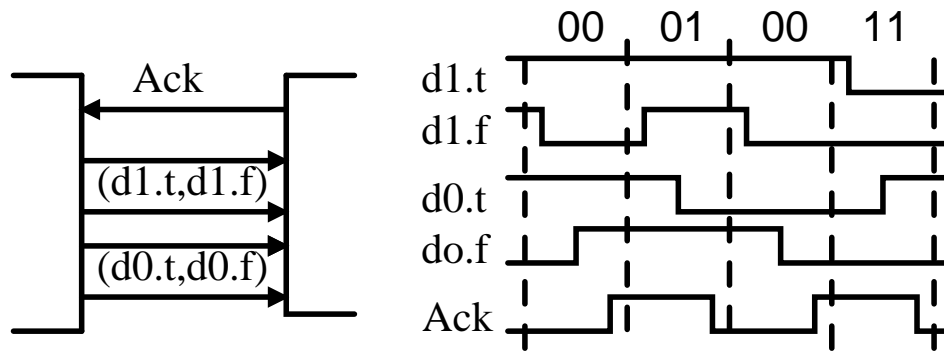 Ack
(d1.t,d1.f)
(d0.t,d0.f)
00 01 00 11
d1.t
d1.f
d0.t
do.f
Ack